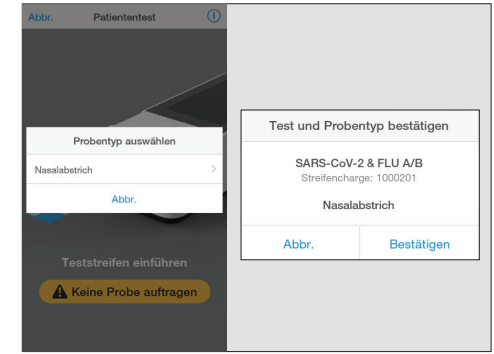 Abbr.
Patiententest
i
Probentyp auswählen
Nasalabstrich
Abbr.
Teststreifen einführen
Keine Probe auftragen
Test und Probentyp bestätigen
SARS-CoV-2 & FLU A/B
Streifencharge: 1000201
Nasalabstrich
Abbr.
Bestätigen